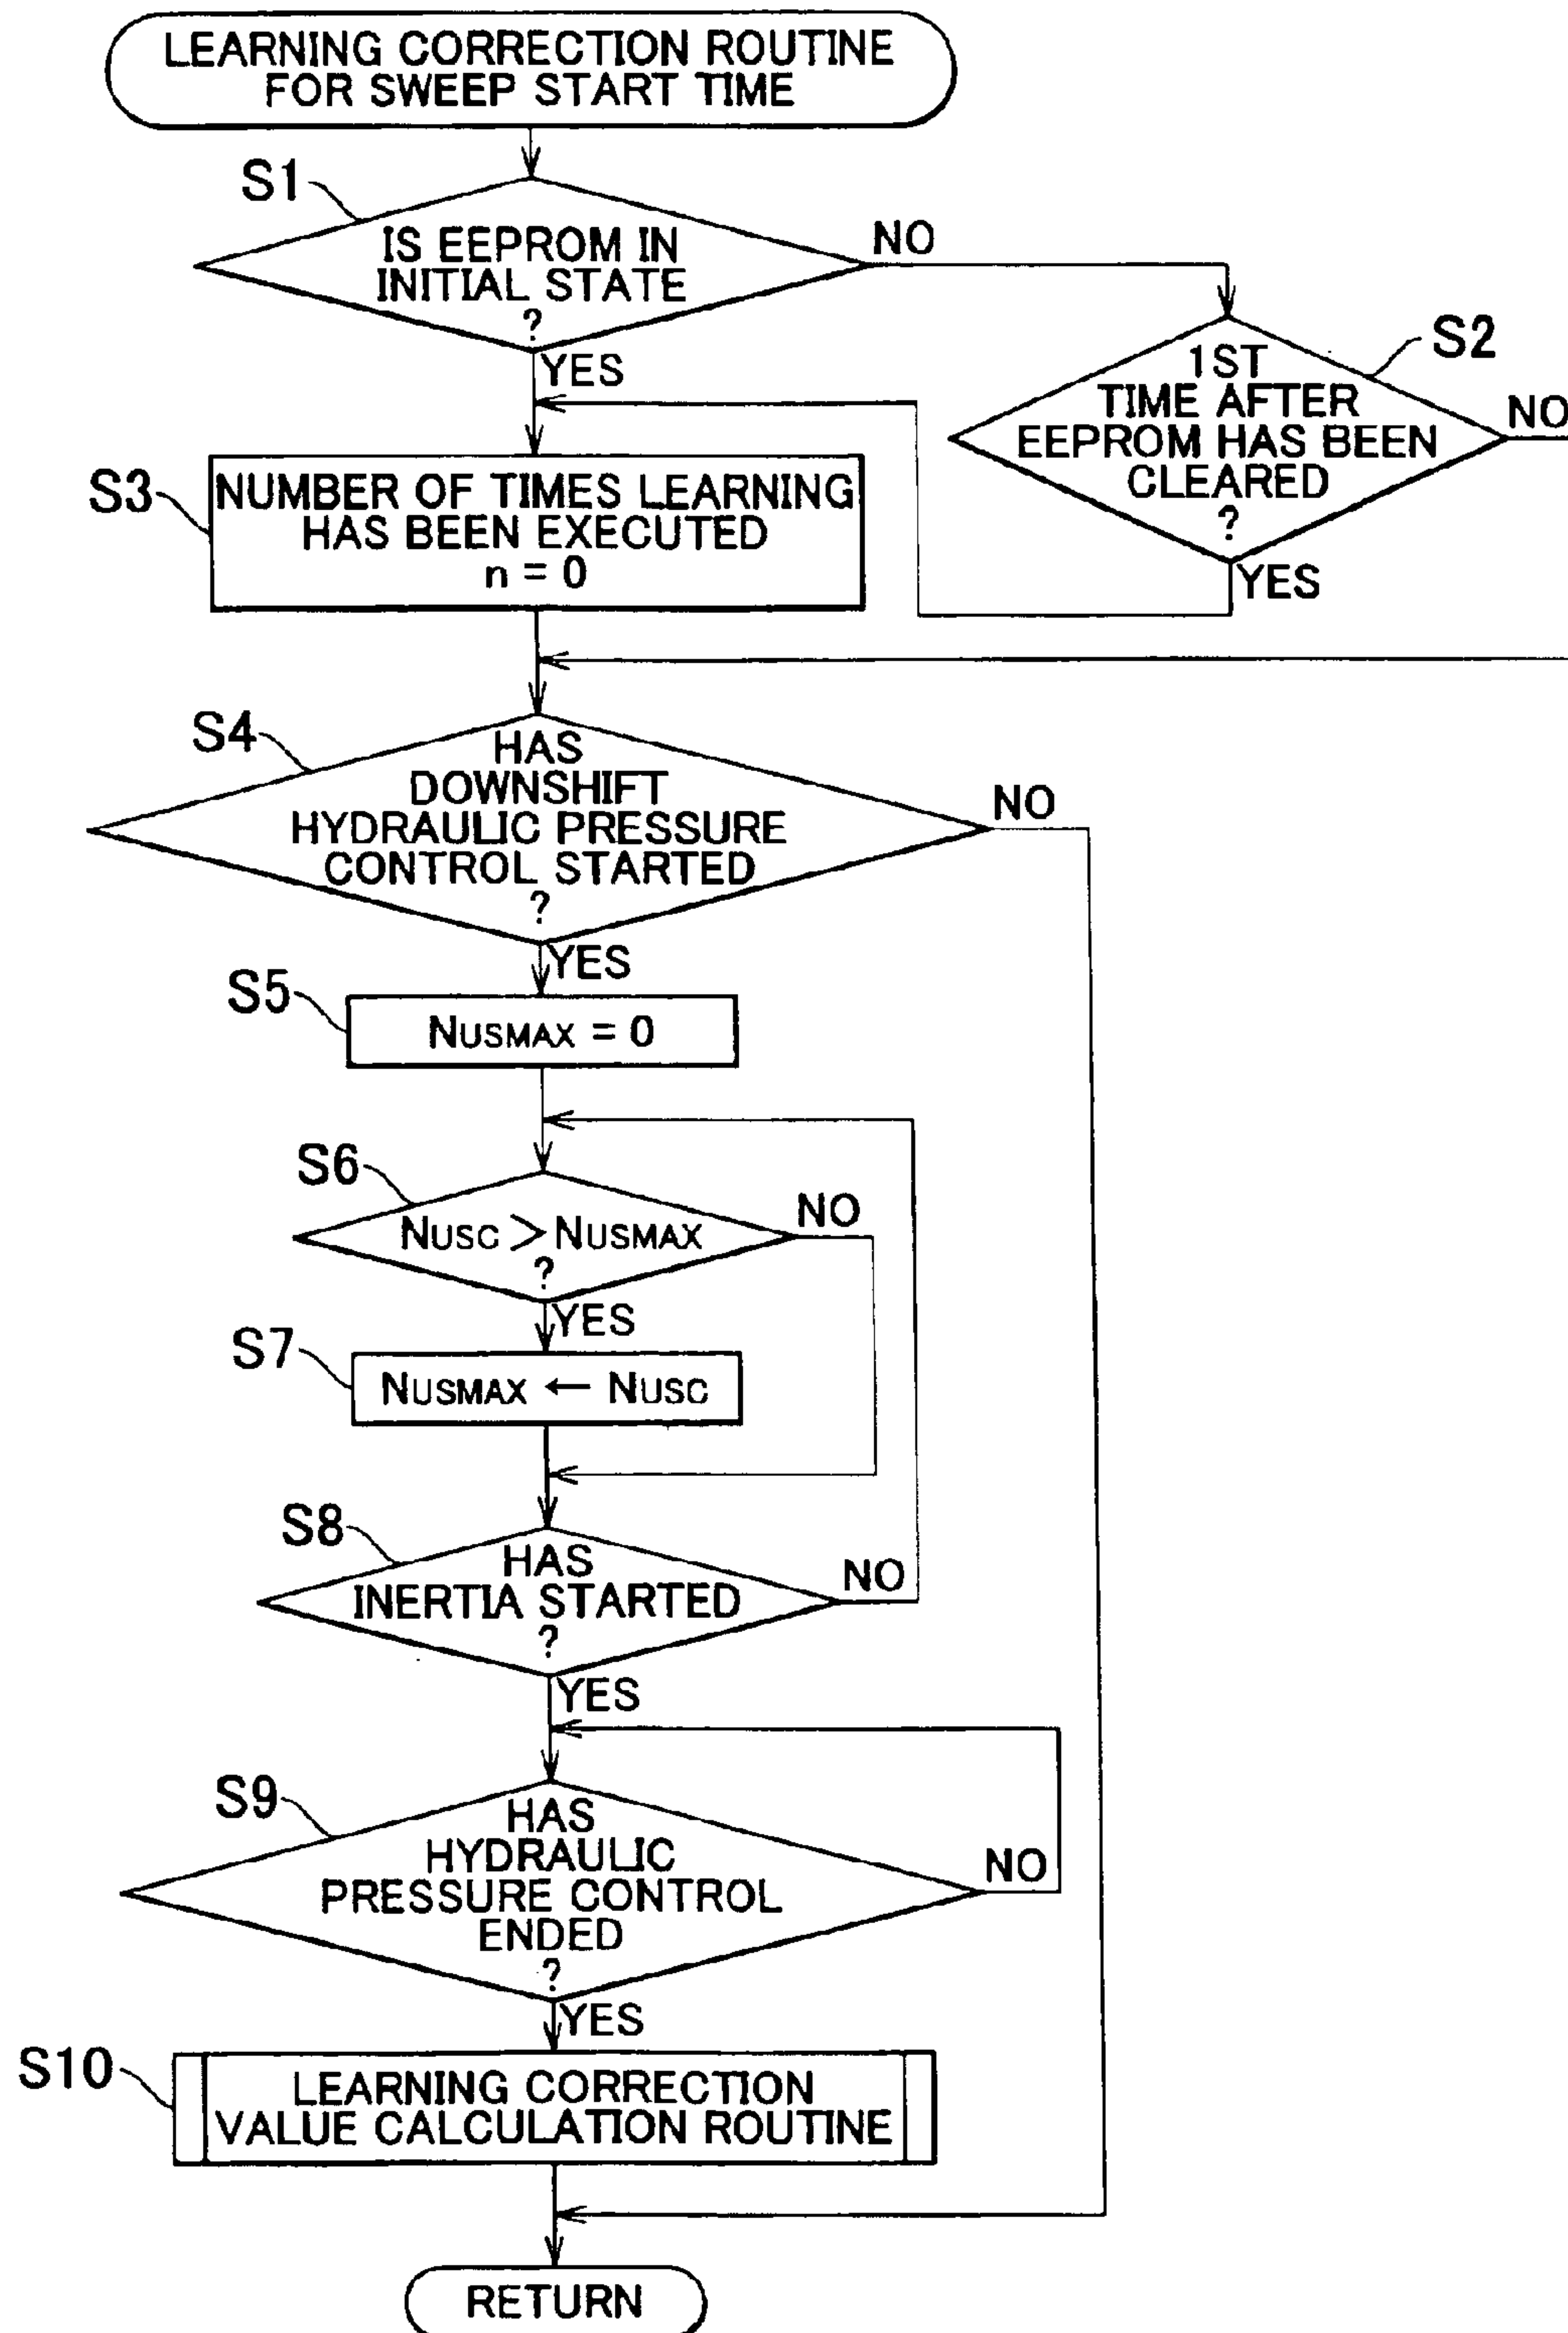 LEARNING CORRECTION ROUTINE
FOR SWEEP START TIME
S1
IS EEPROM IN
INITIAL STATE
?
NO
YES
S2
1ST
TIME AFTER
EEPROM HAS BEEN
CLEARED
?
NO
YES
S3
NUMBER OF TIMES LEARNING
HAS BEEN EXECUTED
n = 0
S4
HAS
DOWNSHIFT
HYDRAULIC PRESSURE
CONTROL STARTED
?
NO
YES
S5
NUSMAX = 0
S6
NUSC > NUSMAX
?
NO
YES
S7
NUSMAX ← NUSC
S8
HAS
INERTIA STARTED
?
NO
YES
S9
HAS
HYDRAULIC
PRESSURE CONTROL
ENDED
?
NO
YES
S10
LEARNING CORRECTION
VALUE CALCULATION ROUTINE
RETURN